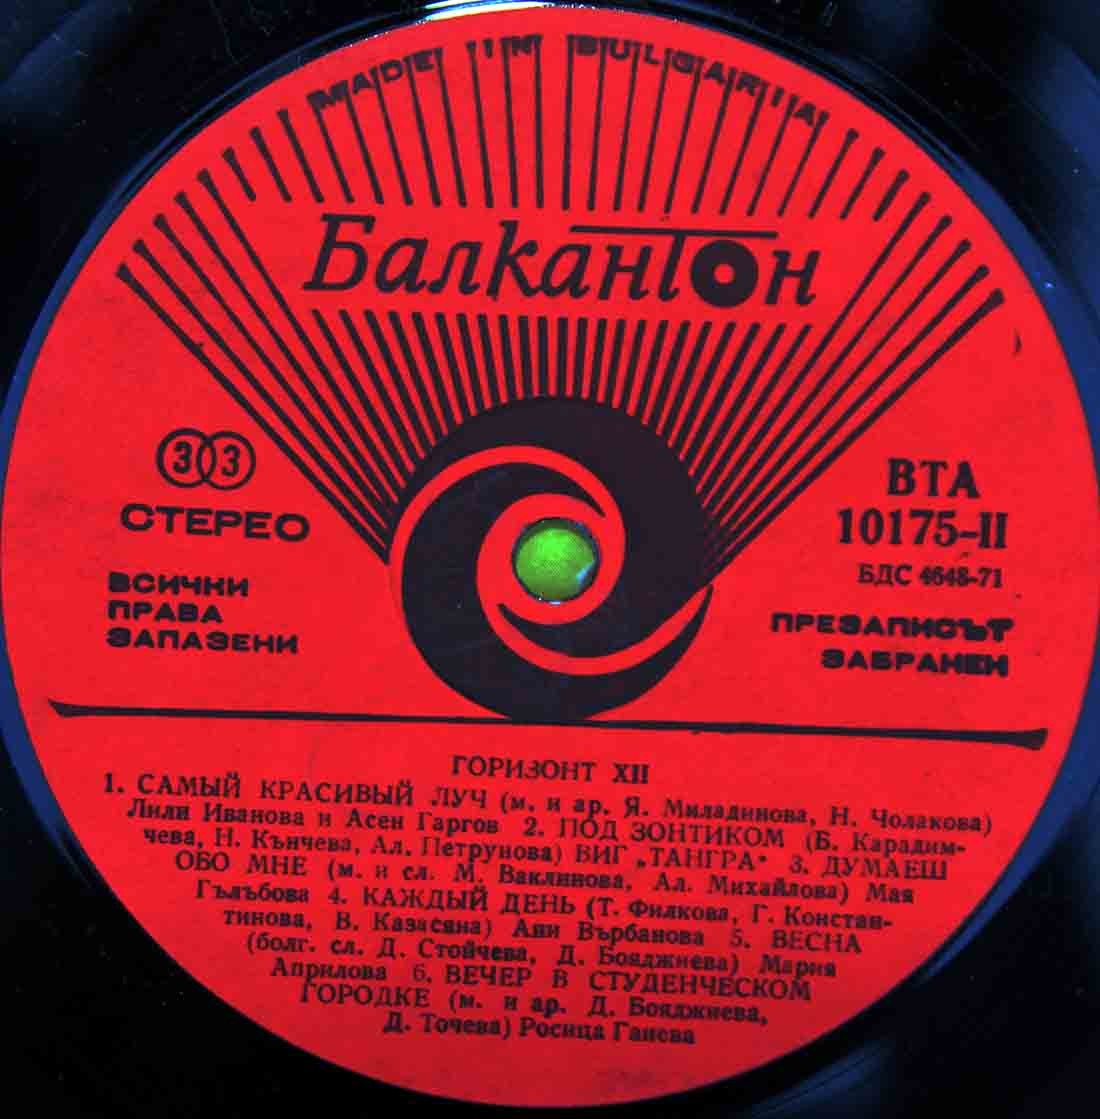 MADE IN BULGARIA
Балкантон
33
СТЕРЕО
ВСИЧКИ
ПРАВА
ЗАПАЗЕНИ
ВТА
10175-II
БДС 4648-71
ПРЕЗАПИСЪТ
ЗАБРАНЕН
ГОРИЗОНТ XII
1. САМЫЙ КРАСИВЫЙ ЛУЧ (м. и ар. Я. Миладинова, Н. Чолакова)
Лили Иванова и Асен Гаргов 2. ПОД ЗОНТИКОМ (Б. Карадим-
чева, Н. Кънчева, Ал. Петрунова) ВИГ „ТАНГРА“ 3. ДУМАЕШ
ОБО МНЕ (м. и сл. М. Ваклинова, Ал. Михайлова) Мая
Гълъбова 4. КАЖДЫЙ ДЕНЬ (Т. Филкова, Г. Констан-
тинова, В. Казасяна) Ани Върбанова 5. ВЕСНА
(болг. сл. Д. Стойчева, Д. Бояджиева) Мария
Априлова 6. ВЕЧЕР В СТУДЕНЧЕСКОМ
ГОРОДКЕ (м. и ар. Д. Бояджиева,
Д. Точева) Росица Ганева